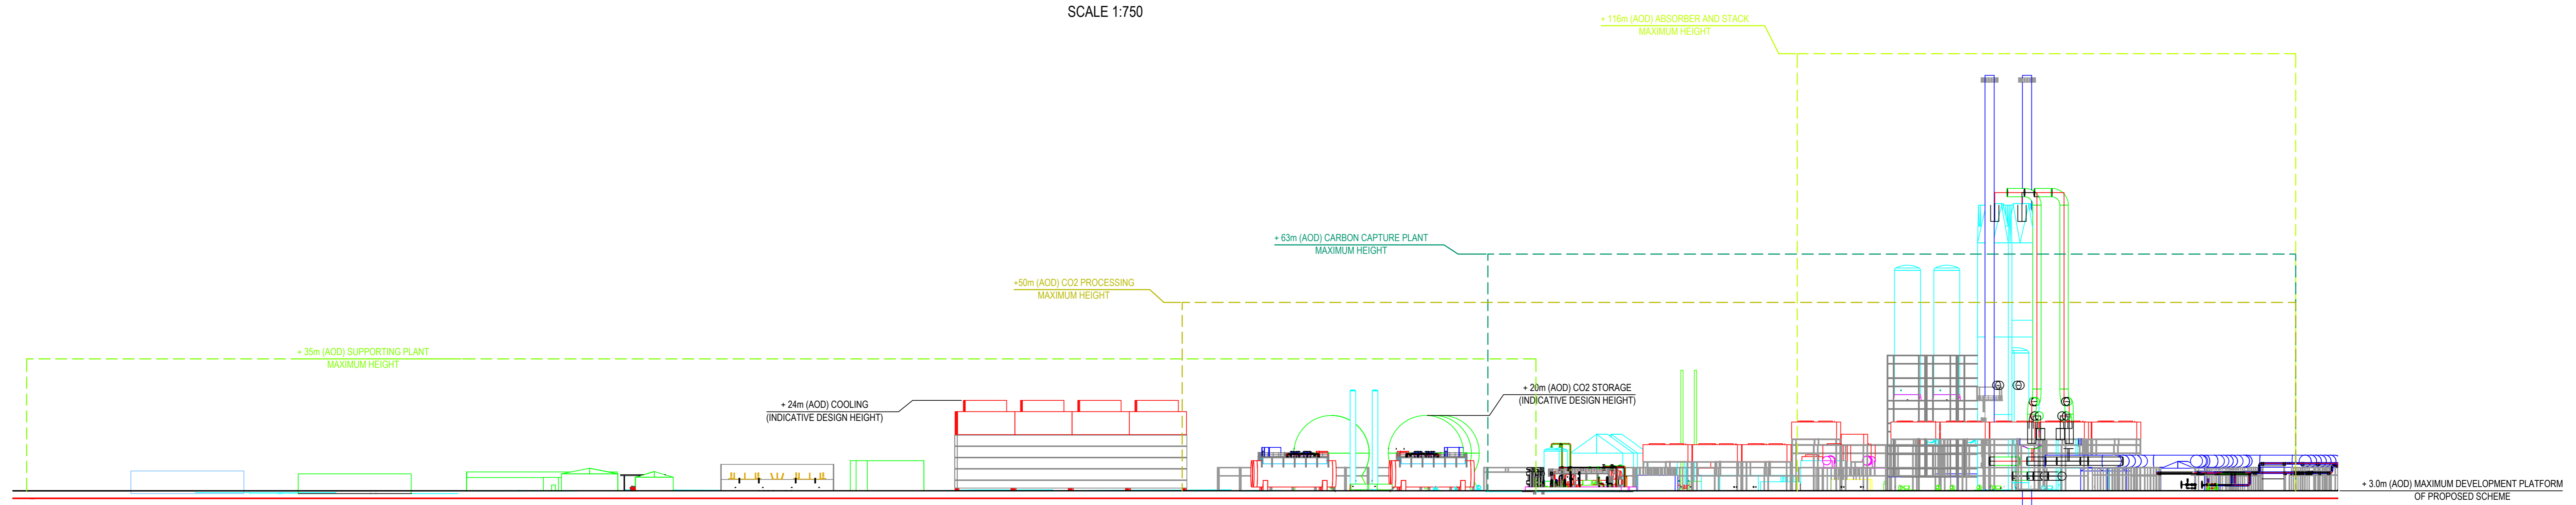 SCALE 1:750
+ 116m (AOD) ABSORBER AND STACK
MAXIMUM HEIGHT
+ 63m (AOD) CARBON CAPTURE PLANT
MAXIMUM HEIGHT
+50m (AOD) CO2 PROCESSING
MAXIMUM HEIGHT
+ 35m (AOD) SUPPORTING PLANT
MAXIMUM HEIGHT
+ 24m (AOD) COOLING
(INDICATIVE DESIGN HEIGHT)
+ 20m (AOD) CO2 STORAGE
(INDICATIVE DESIGN HEIGHT)
+ 3.0m (AOD) MAXIMUM DEVELOPMENT PLATFORM
OF PROPOSED SCHEME